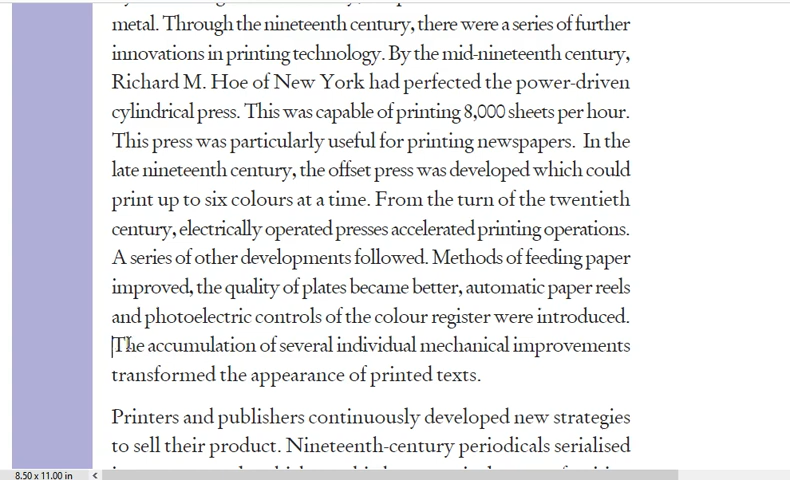 metal. Through the nineteenth century, there were a series of further
innovations in printing technology. By the mid-nineteenth century,
Richard M. Hoe of New York had perfected the power-driven
cylindrical press. This was capable of printing 8,000 sheets per hour.
This press was particularly useful for printing newspapers. In the
late nineteenth century, the offset press was developed which could
print up to six colours at a time. From the turn of the twentieth
century, electrically operated presses accelerated printing operations.
A series of other developments followed. Methods of feeding paper
improved, the quality of plates became better, automatic paper reels
and photoelectric controls of the colour register were introduced.
The accumulation of several individual mechanical improvements
transformed the appearance of printed texts.
Printers and publishers continuously developed new strategies
to sell their product. Nineteenth-century periodicals serialised
8.50 x 11.00 in